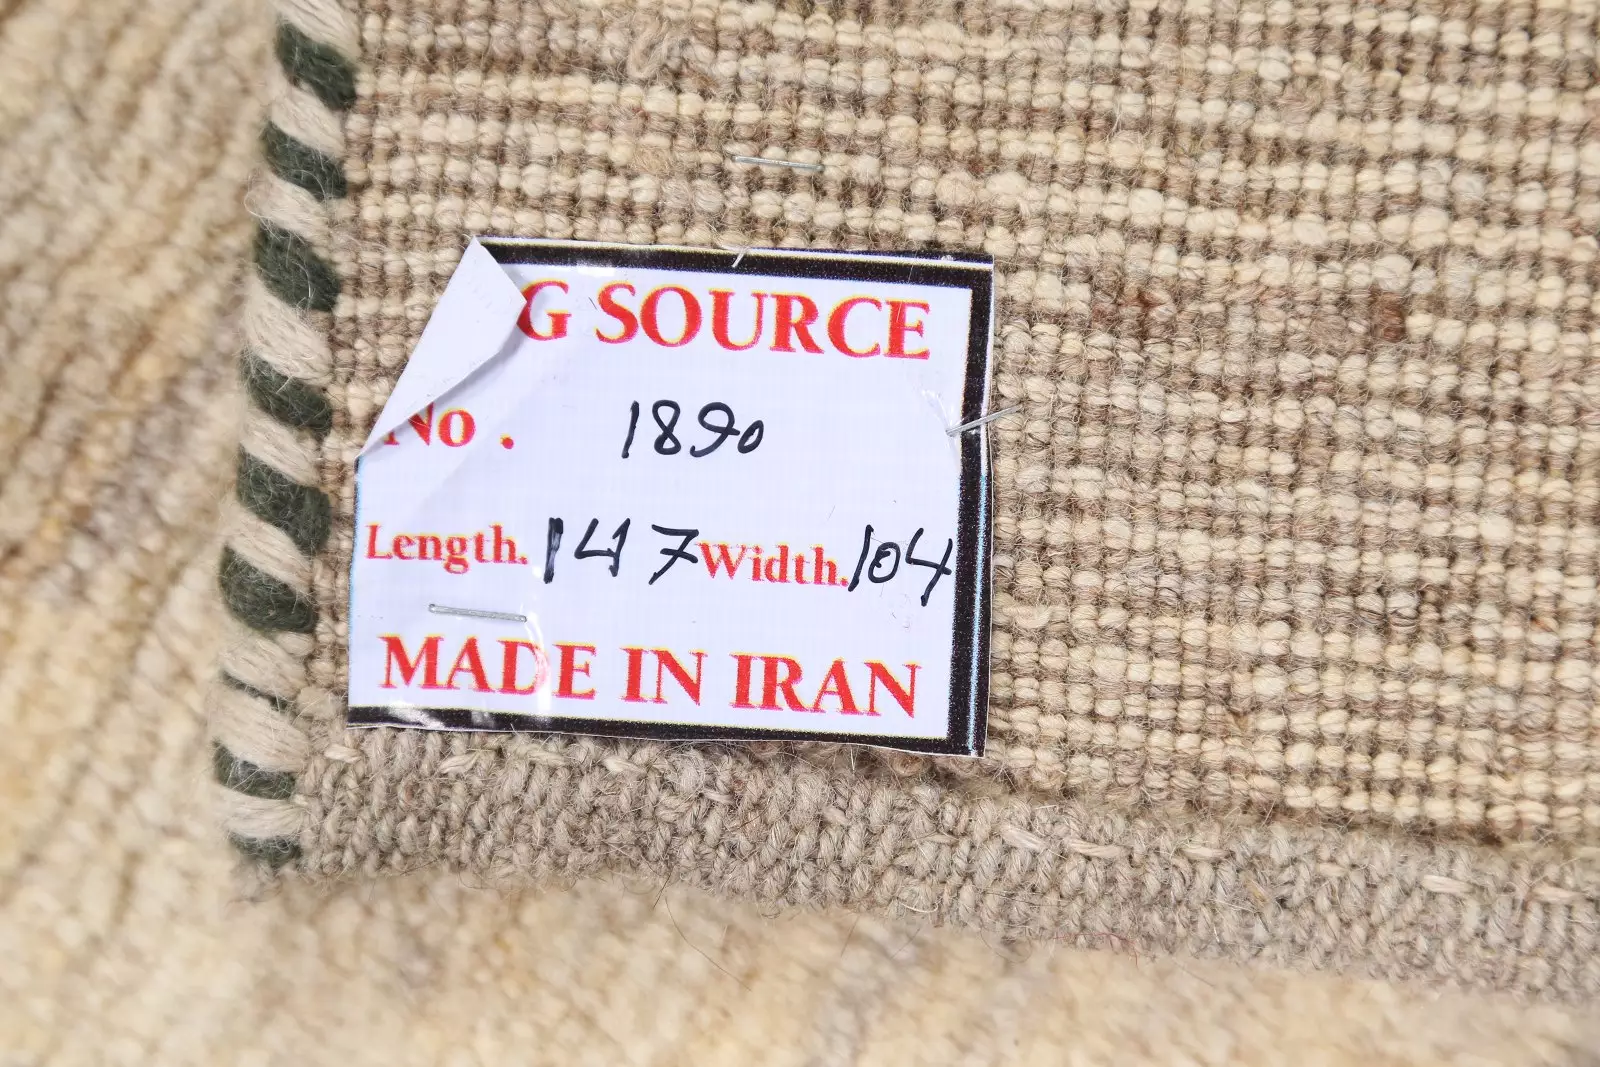 G SOURCE
No. 1890
Length. 147 Width. 104
MADE IN IRAN